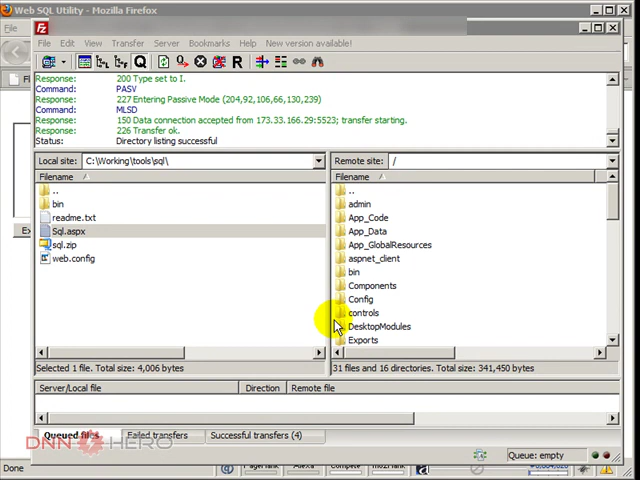 Web SQL Utility - Mozilla Firefox
File Edit View Transfer Server Bookmarks Help New version available!
Response: 200 Type set to I.
Command: PASV
Response: 227 Entering Passive Mode (204,92,106,66,130,239)
Command: MLSD
Response: 150 Data connection accepted from 173.33.166.29:5523; transfer starting.
Response: 226 Transfer ok.
Status: Directory listing successful
Local site: C:\Working\tools\sql\
Remote site: /
Filename
Filename
..
bin
readme.txt
Sql.aspx
sql.zip
web.config
..
admin
App_Code
App_Data
App_GlobalResources
aspnet_client
bin
Components
Config
controls
DesktopModules
Exports
Selected 1 file. Total size: 4,006 bytes
31 files and 16 directories. Total size: 341,450 bytes
Server/Local file Direction Remote file
Queued files Failed transfers Successful transfers (4)
DNN HERO
Queue: empty
Done
PageRank Alexa Compete